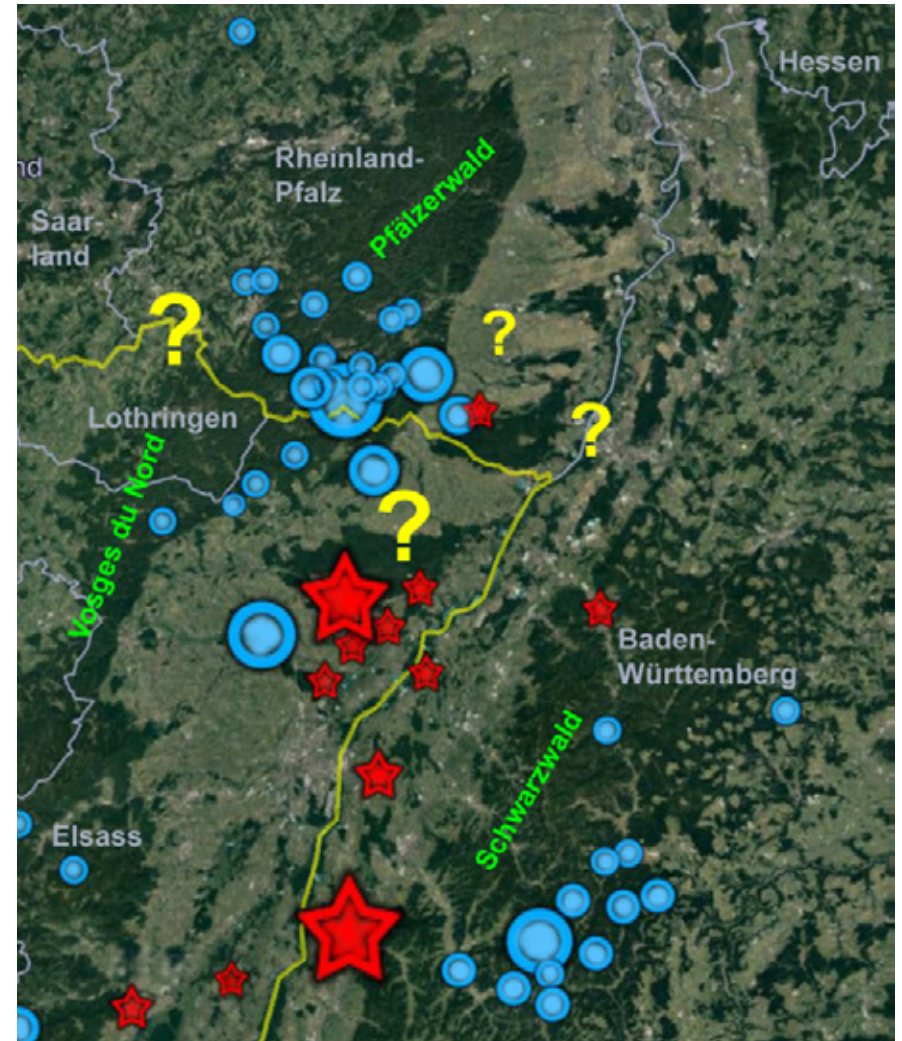 Hessen
Rheinland-
Pfalz
Pfälzerwald
nd
Saar-
land
?
?
Lothringen
?
Vosges du Nord
?
Baden-
Württemberg
Schwarzwald
Elsass